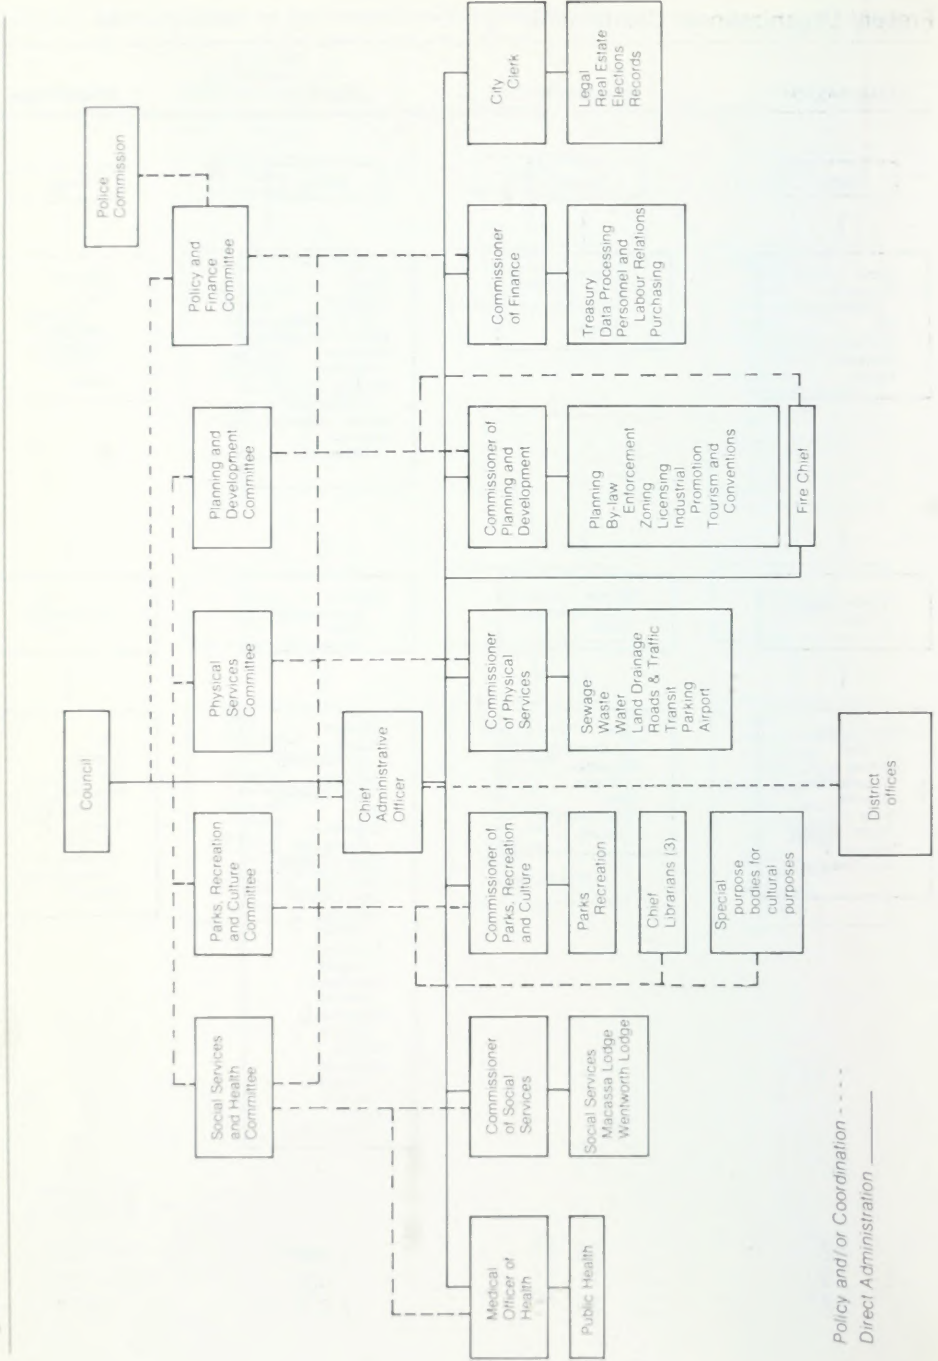 Council
Police
Commission
Social Services
and Health
Committee
Parks, Recreation
and Culture
Committee
Physical
Services
Committee
Planning and
Development
Committee
Policy and
Finance
Committee
Chief
Administrative
Officer
Medical
Officer of
Health
Commissioner
of Social
Services
Commissioner of
Parks, Recreation
and Culture
Commissioner
of Physical
Services
Commissioner of
Planning and
Development
Commissioner
of Finance
City
Clerk
Public Health
Social Services
Macassa Lodge
Wentworth Lodge
Parks
Recreation
Chief
Librarians (3)
Special
purpose
bodies for
cultural
purposes
Sewage
Waste
Water
Land Drainage
Roads & Traffic
Transit
Parking
Airport
Planning
By-law
Enforcement
Zoning
Licensing
Industrial
Promotion
Tourism and
Conventions
Fire Chief
Treasury
Data Processing
Personnel and
Labour Relations
Purchasing
Legal
Real Estate
Elections
Records
District
offices
Policy and/or Coordination - - - -
Direct Administration ______